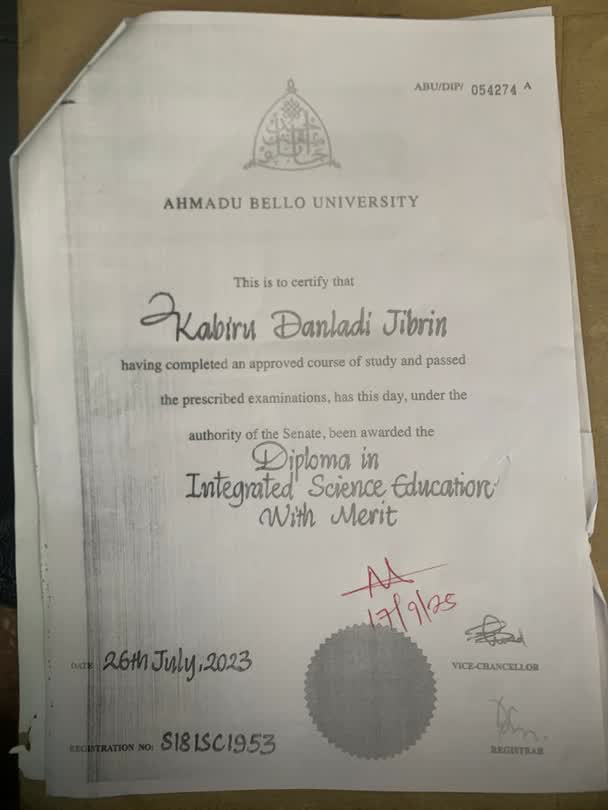 ABU/DIP/ 054274 A
AHMADU BELLO UNIVERSITY
This is to certify that
Kabiru Danladi Jibrin
having completed an approved course of study and passed
the prescribed examinations, has this day, under the
authority of the Senate, been awarded the
Diploma in
Integrated Science Education
With Merit
17/9/25
VICE-CHANCELLOR
DATE 26th July, 2023
REGISTRAR
REGISTRATION NO: S18ISC1953